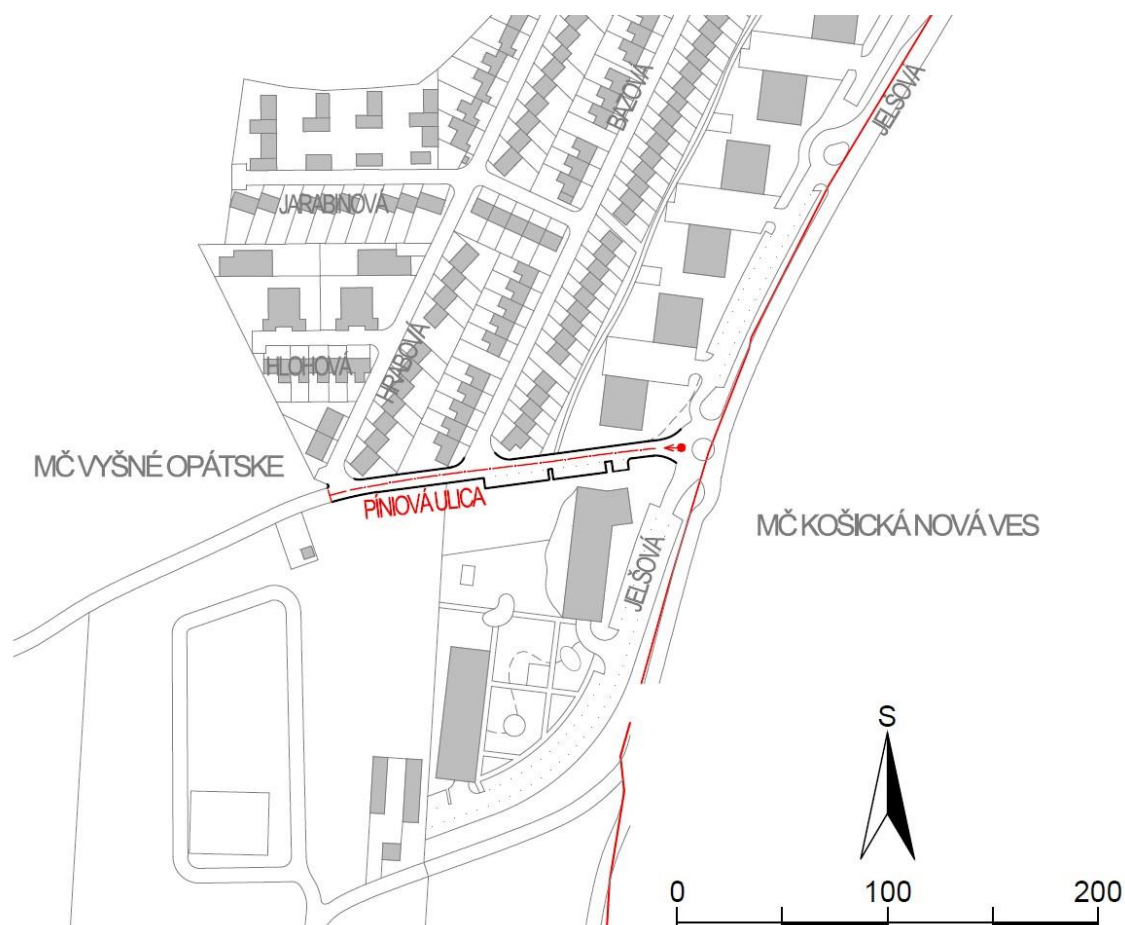 BAZOVÁ
JELŠOVÁ
JARABINOVÁ
HRABOVÁ
HLOHOVÁ
MČ VYŠNÉ OPÁTSKE
PÍNIOVÁ ULICA
MČ KOŠICKÁ NOVÁ VES
JELŠOVÁ
S
0 100 200